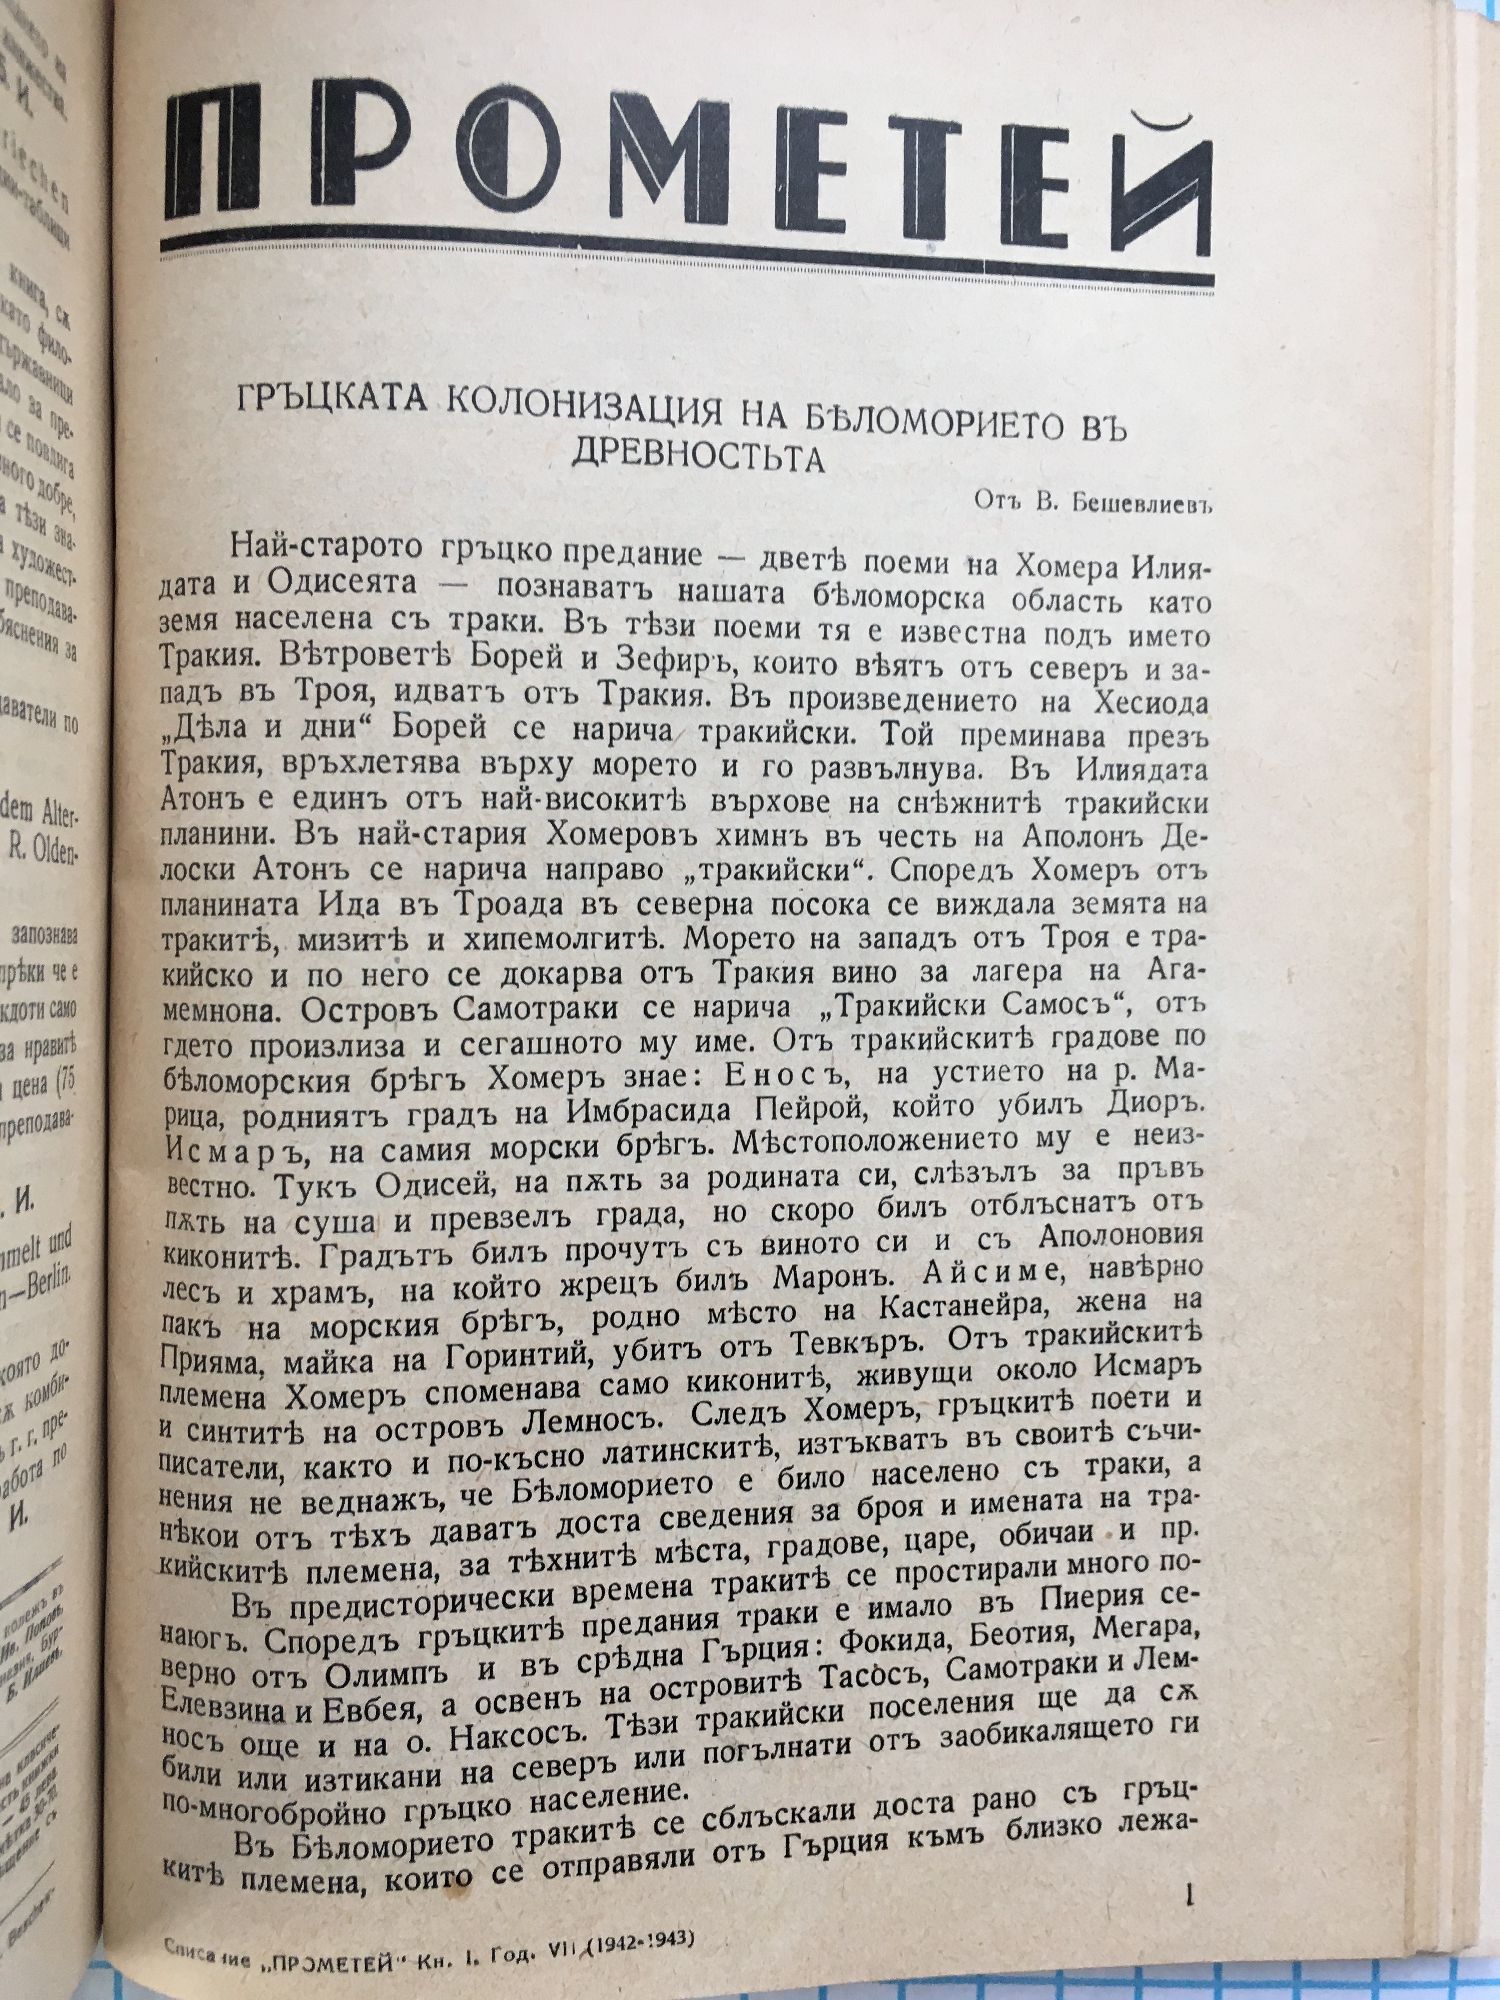 ПРОМЕТЕЙ
ГРЪЦКАТА КОЛОНИЗАЦИЯ НА БѢЛОМОРИЕТО ВЪ
ДРЕВНОСТЬТА
Отъ В. Бешевлиевъ
Най-старото гръцко предание — дветѣ поеми на Хомера Илия-
дата и Одисеята — познаватъ нашата бѣломорска область като
земя населена съ траки. Въ тѣзи поеми тя е известна подъ името
Тракия. Вѣтроветѣ Борей и Зефиръ, които вѣятъ отъ северъ и за-
падъ въ Троя, идватъ отъ Тракия. Въ произведението на Хесиода
„Дѣла и дни“ Борей се нарича тракийски. Той преминава презъ
Тракия, връхлетява върху морето и го развълнува. Въ Илиядата
Атонъ е единъ отъ най-високитѣ върхове на снѣжнитѣ тракийски
планини. Въ най-стария Хомеровъ химнъ въ честь на Аполонъ Де-
лоски Атонъ се нарича направо „тракийски“. Споредъ Хомеръ отъ
планината Ида въ Троада въ северна посока се виждала земята на
тракитѣ, мизитѣ и хипемолгитѣ. Морето на западъ отъ Троя е тра-
кийско и по него се докарва отъ Тракия вино за лагера на Ага-
мемнона. Островъ Самотраки се нарича „Тракийски Самосъ“, отъ
гдето произлиза и сегашното му име. Отъ тракийскитѣ градове по
бѣломорския брѣгъ Хомеръ знае: Еносъ, на устието на р. Ма-
рица, родниятъ градъ на Имбрасида Пейрой, който убилъ Диоръ.
Исмаръ, на самия морски брѣгъ. Мѣстоположението му е неиз-
вестно. Тукъ Одисей, на пѫть за родината си, слѣзълъ за пръвъ
пѫть на суша и превзелъ града, но скоро билъ отблъснатъ отъ
киконитѣ. Градътъ билъ прочутъ съ виното си и съ Аполоновия
лесъ и храмъ, на който жрецъ билъ Маронъ. Айсиме, навѣрно
пакъ на морския брѣгъ, родно мѣсто на Кастанейра, жена на
Прияма, майка на Горинтий, убитъ отъ Тевкъръ. Отъ тракийскитѣ
племена Хомеръ споменава само киконитѣ, живущи около Исмаръ
и синтитѣ на островъ Лемносъ. Следъ Хомеръ, гръцкитѣ поети и
писатели, както и по-късно латинскитѣ, изтъкватъ въ своитѣ съчи-
нения не веднажъ, че Бѣломорието е било населено съ траки, а
нѣкои отъ тѣхъ даватъ доста сведения за броя и имената на тра-
кийскитѣ племена, за тѣхнитѣ мѣста, градове, царе, обичаи и пр.
Въ предисторически времена тракитѣ се простирали много по-
наюгъ. Споредъ гръцкитѣ предания траки е имало въ Пиерия се-
верно отъ Олимпъ и въ срѣдна Гърция: Фокида, Беотия, Мегара,
Елевзина и Евбея, а освенъ на островитѣ Тасосъ, Самотраки и Лем-
носъ още и на о. Наксосъ. Тѣзи тракийски поселения ще да сѫ
били или изтикани на северъ или погълнати отъ заобикалящето ги
по-многобройно гръцко население.
Въ Бѣломорието тракитѣ се сблъскали доста рано съ гръц-
китѣ племена, които се отправяли отъ Гърция къмъ близко лежа-
1
Списание „ПРОМЕТЕЙ“ Кн. I. Год. VII (1942-1943)